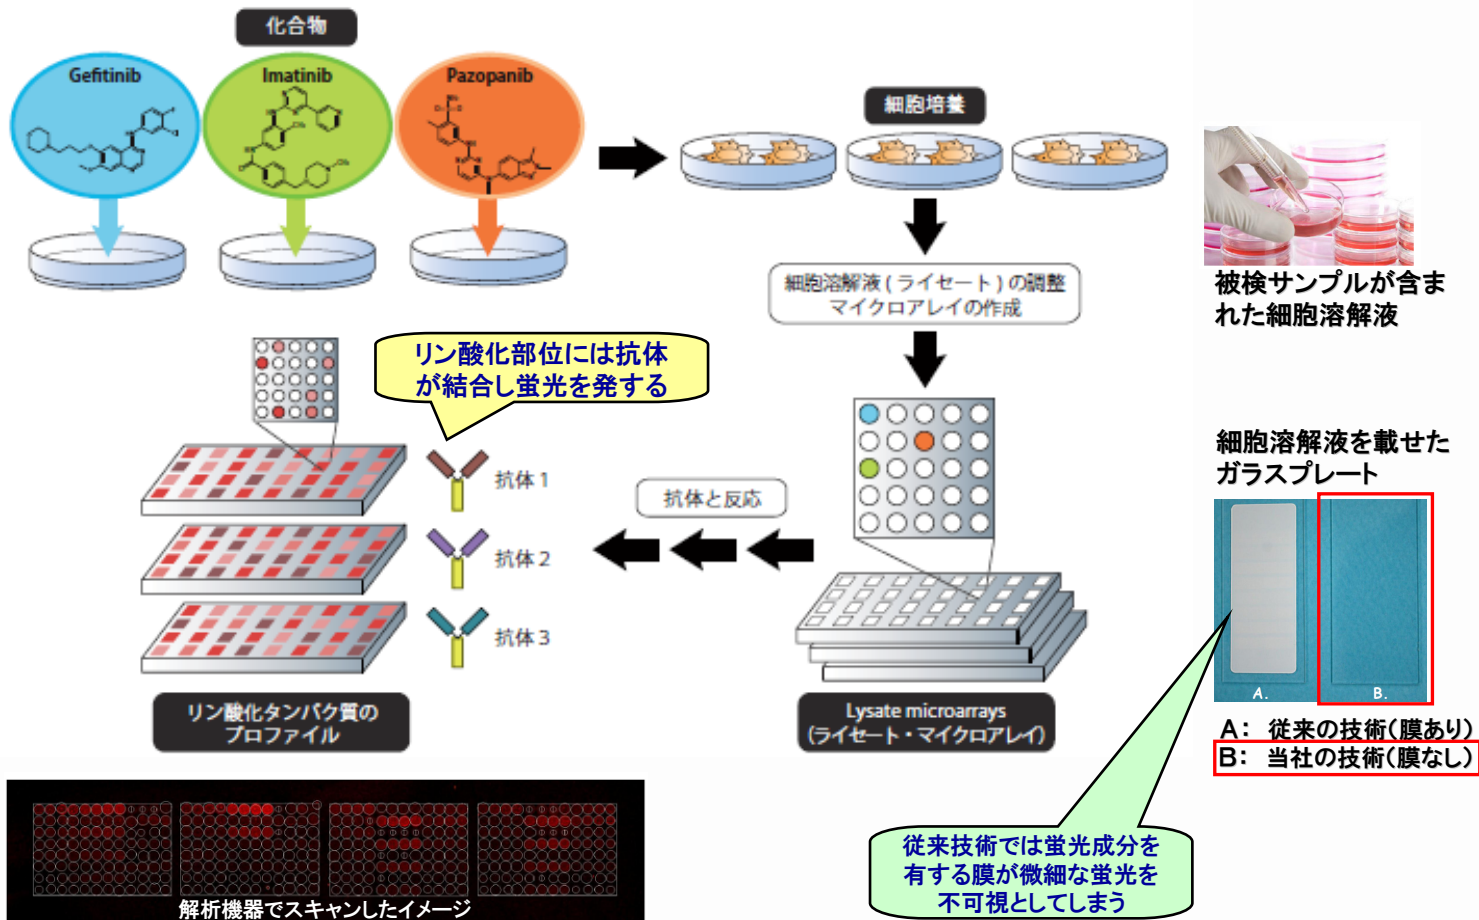 化合物
Gefitinib
Imatinib
Pazopanib
細胞培養
細胞溶解液 ( ライセート ) の調整
マイクロアレイの作成
被検サンプルが含ま
れた細胞溶解液
リン酸化部位には抗体
が結合し蛍光を発する
抗体 1
抗体 2
抗体 3
抗体と反応
リン酸化タンパク質の
プロファイル
Lysate microarrays
(ライセート・マイクロアレイ)
細胞溶解液を載せた
ガラスプレート
A.
B.
A： 従来の技術(膜あり)
B： 当社の技術(膜なし)
従来技術では蛍光成分を
有する膜が微細な蛍光を
不可視としてしまう
解析機器でスキャンしたイメージ